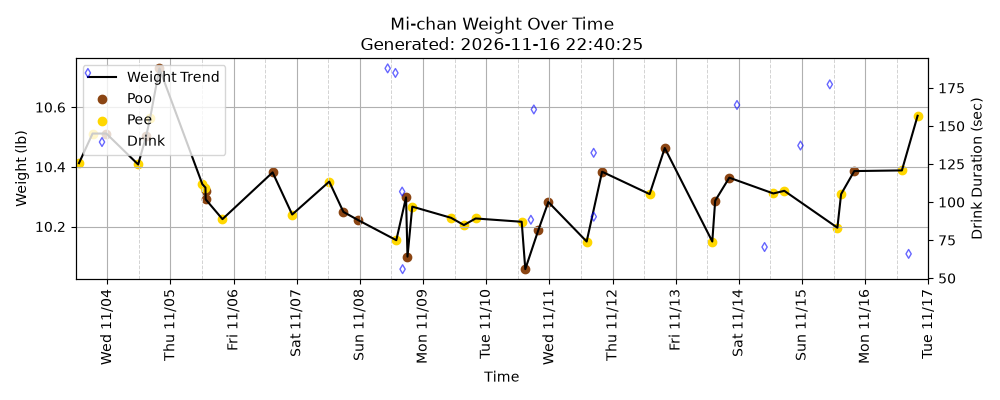 Mi-chan Weight Over Time
Generated: 2026-11-16 22:40:25
Weight Trend
Poo
Pee
Drink
Weight (lb)
10.6
10.4
10.2
175
150
125
100
75
50
Drink Duration (sec)
Wed 11/04
Thu 11/05
Fri 11/06
Sat 11/07
Sun 11/08
Mon 11/09
Tue 11/10
Wed 11/11
Thu 11/12
Fri 11/13
Sat 11/14
Sun 11/15
Mon 11/16
Tue 11/17
Time